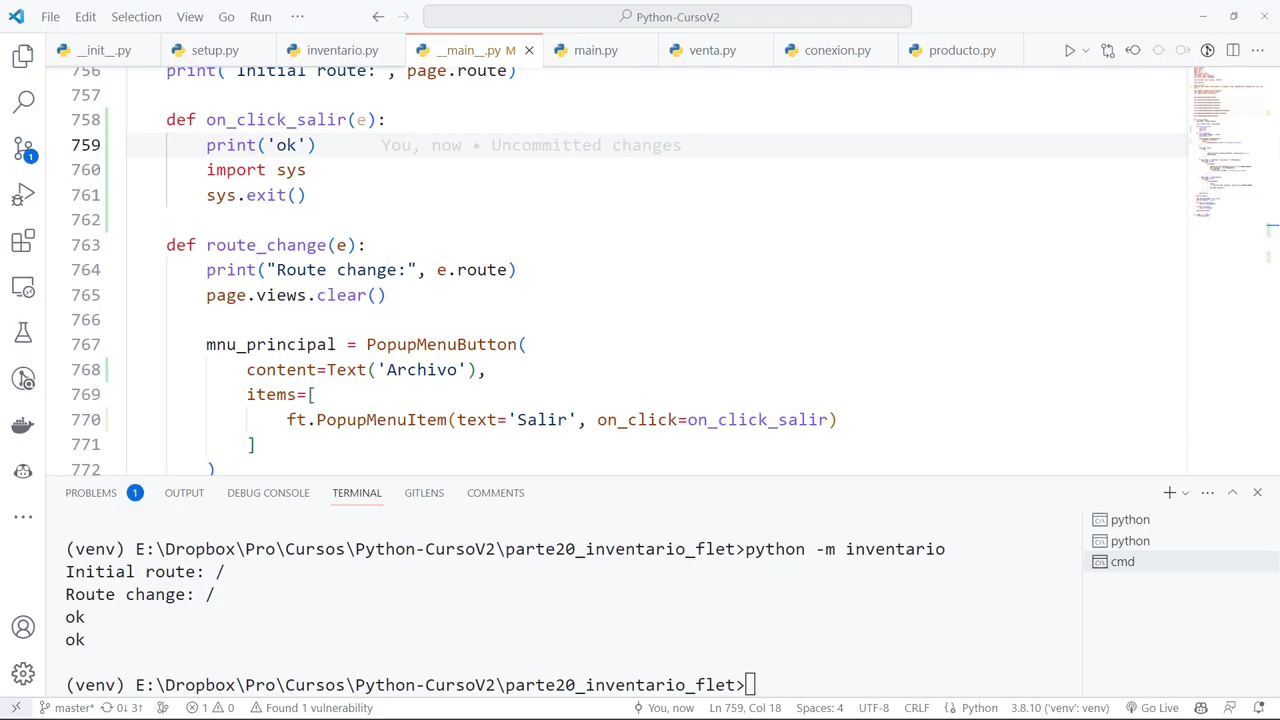 File Edit Selection View Go Run ··· Python-CursoV2
__init__.py setup.py inventario.py __main__.py M main.py venta.py conexion.py producto.py
756 print("Initial route:", page.route)
757
758 def on_click_salir(e):
759 print('ok') You, now
760 import sys
761 sys.exit()
762
763 def route_change(e):
764 print("Route change:", e.route)
765 page.views.clear()
766
767 mnu_principal = PopupMenuButton(
768 content=Text('Archivo'),
769 items=[
770 ft.PopupMenuItem(text='Salir', on_click=on_click_salir)
771 ]
772 )
PROBLEMS 1 OUTPUT DEBUG CONSOLE TERMINAL GITLENS COMMENTS
python
python
cmd
(venv) E:\Dropbox\Pro\Cursos\Python-CursoV2\parte20_inventario_flet>python -m inventario
Initial route: /
Route change: /
ok
ok
(venv) E:\Dropbox\Pro\Cursos\Python-CursoV2\parte20_inventario_flet>
1
master* 0↓ 3↑ 1 0 Found 1 vulnerability You, now Ln 759, Col 18 Spaces: 4 UTF-8 CRLF Python 3.8.10 ('venv': venv) Go Live